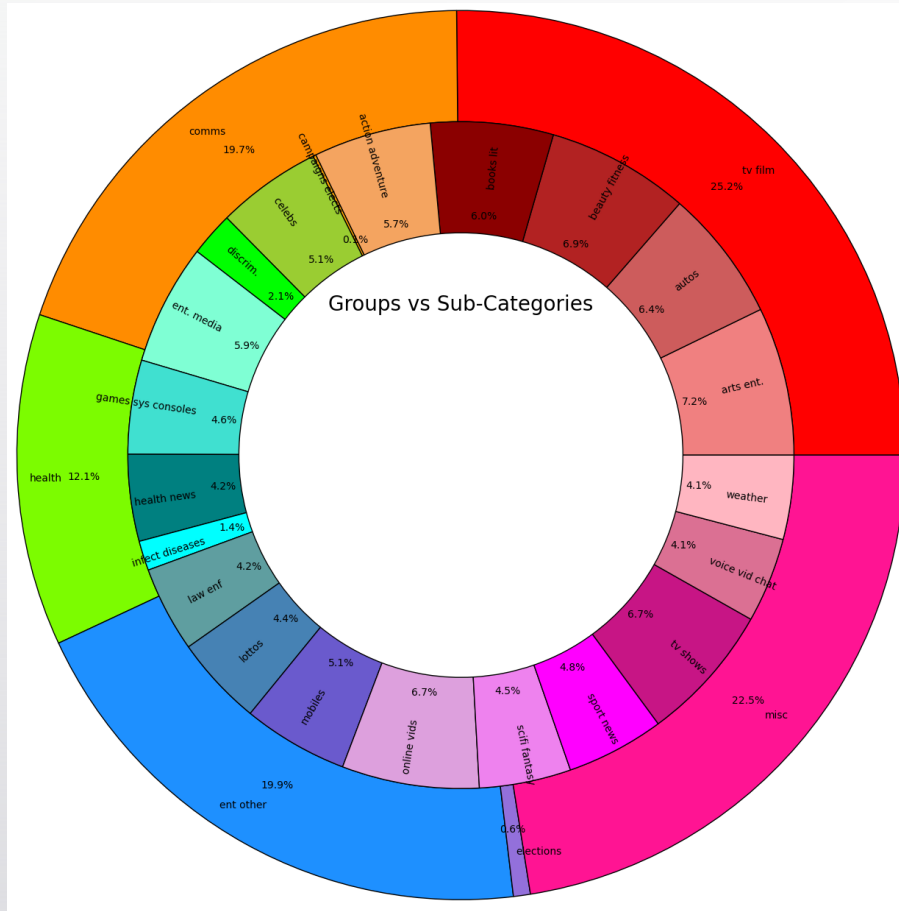 Groups vs Sub-Categories
tv film
25.2%
comms
19.7%
health
12.1%
ent other
19.9%
elections
0.6%
misc
22.5%
arts ent.
7.2%
autos
6.4%
beauty fitness
6.9%
books lit
6.0%
action adventure
5.7%
campaigns elects
0.1%
celebs
5.1%
discrim.
2.1%
ent. media
5.9%
games sys consoles
4.6%
health news
4.2%
infect diseases
1.4%
law enf
4.2%
lottos
4.4%
mobiles
5.1%
online vids
6.7%
scifi fantasy
4.5%
sport news
4.8%
tv shows
6.7%
voice vid chat
4.1%
weather
4.1%